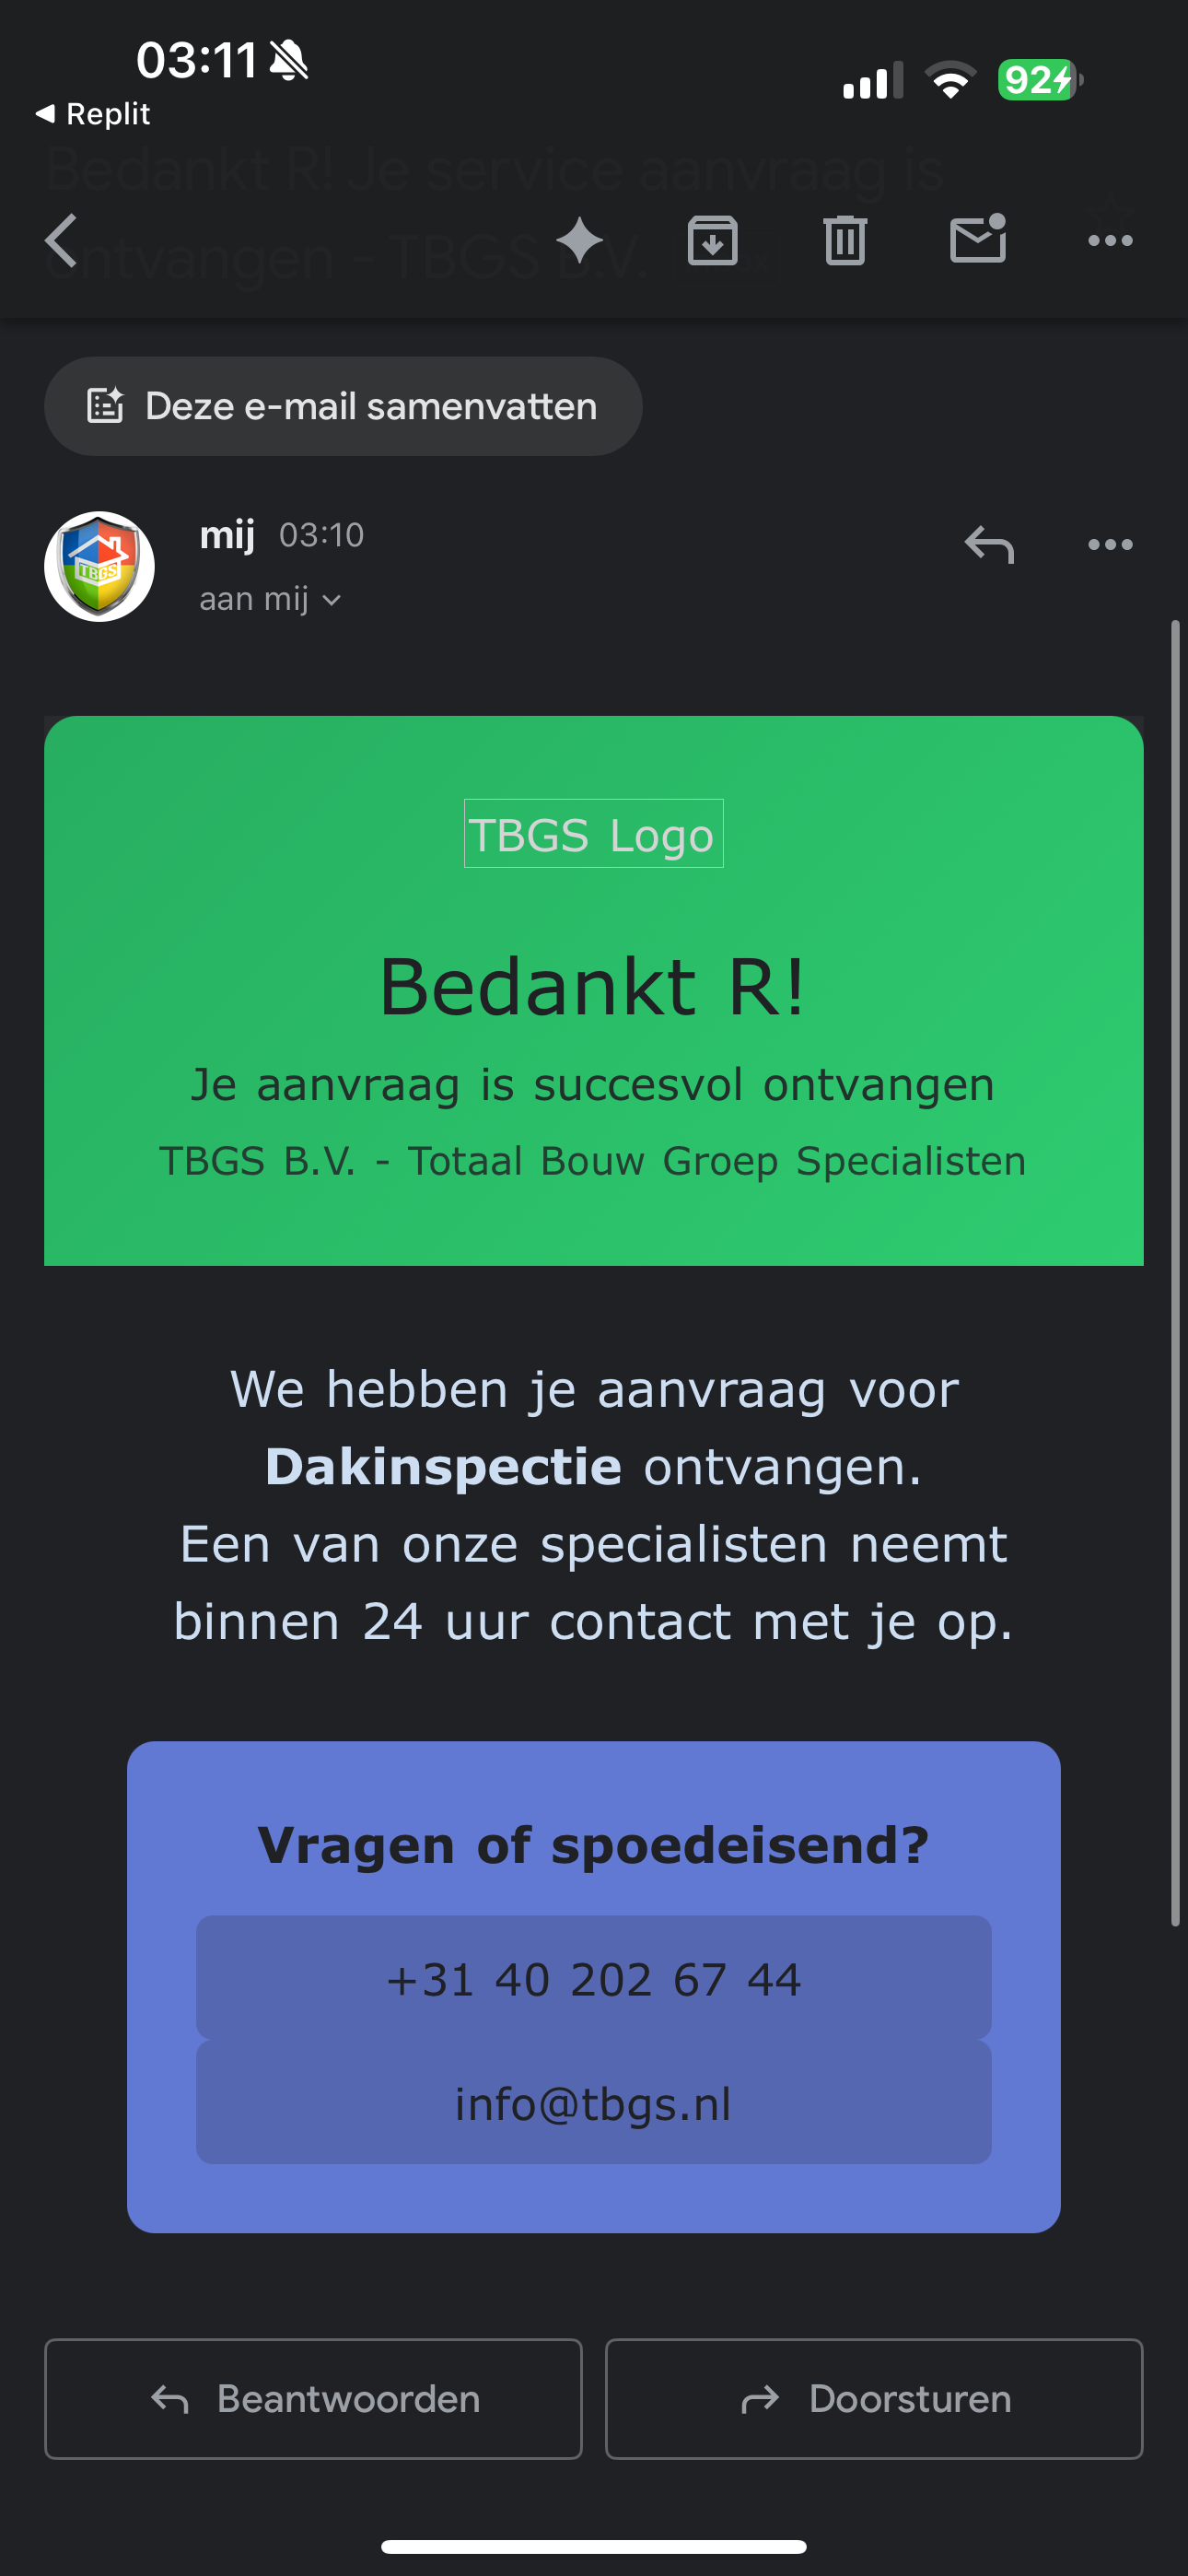 03:11
92
Replit
Bedankt R! Je service aanvraag is
ontvangen - TBGS B.V.
Deze e-mail samenvatten
TBGS
mij 03:10
aan mij
TBGS Logo
Bedankt R!
Je aanvraag is succesvol ontvangen
TBGS B.V. - Totaal Bouw Groep Specialisten
We hebben je aanvraag voor
Dakinspectie ontvangen.
Een van onze specialisten neemt
binnen 24 uur contact met je op.
Vragen of spoedeisend?
+31 40 202 67 44
info@tbgs.nl
Beantwoorden
Doorsturen